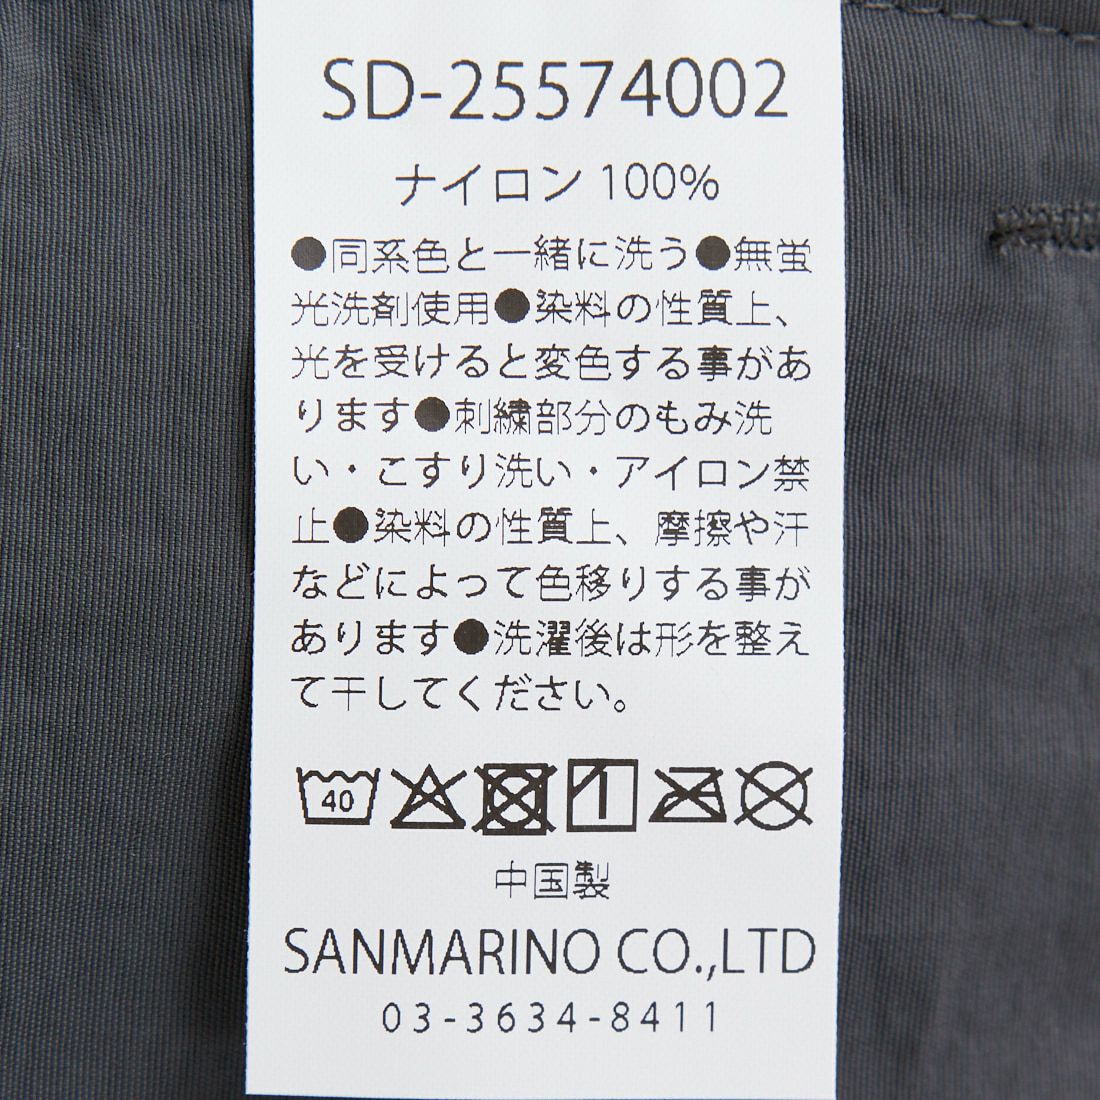 SD-25574002
ナイロン 100%
●同系色と一緒に洗う●無蛍
光洗剤使用●染料の性質上、
光を受けると変色する事があ
ります●刺繍部分のもみ洗
い・こすり洗い・アイロン禁
止●染料の性質上、摩擦や汗
などによって色移りする事が
あります●洗濯後は形を整え
て干してください。
40
中国製
SANMARINO CO.,LTD
03-3634-8411